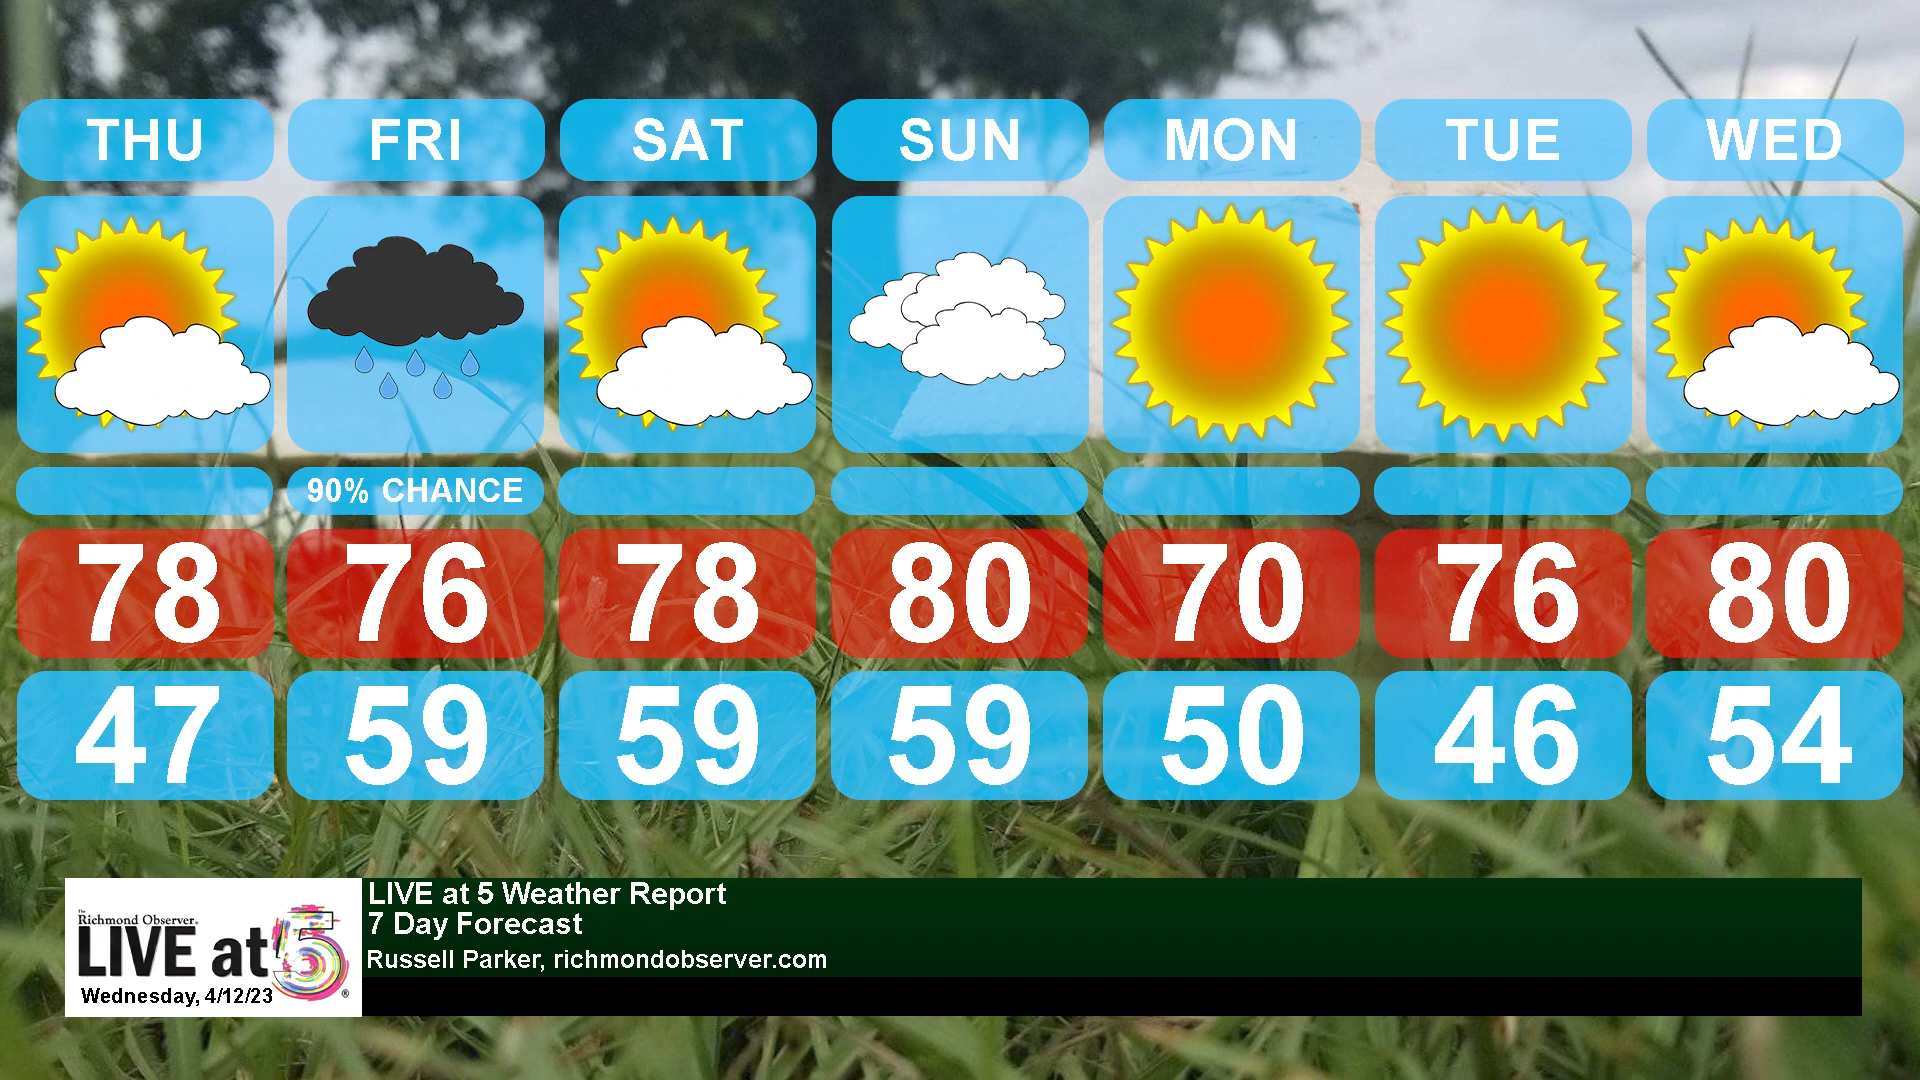 THU FRI SAT SUN MON TUE WED
90% CHANCE
78 76 78 80 70 76 80
47 59 59 59 50 46 54
The
Richmond Observer.
LIVE at 5®
Wednesday, 4/12/23
LIVE at 5 Weather Report
7 Day Forecast
Russell Parker, richmondobserver.com